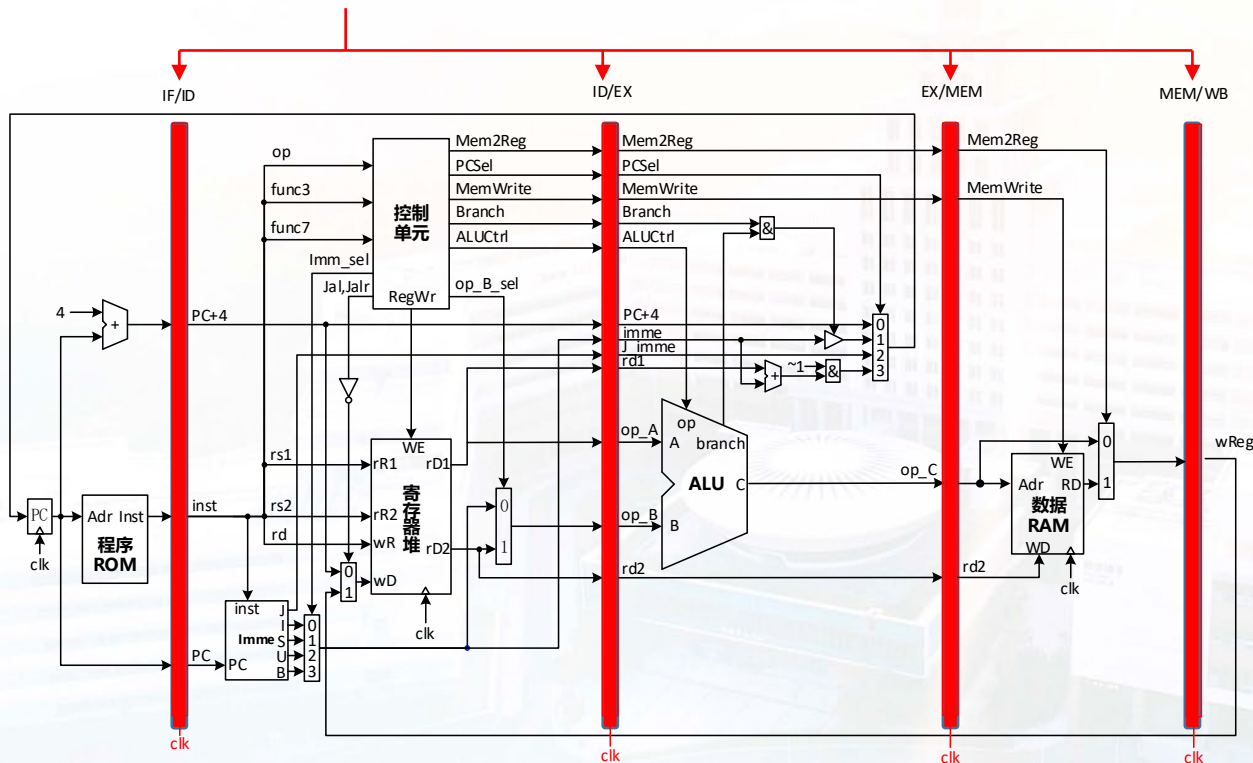 IF/ID
ID/EX
EX/MEM
MEM/WB
op
func3
func7
Imm_sel
Jal,Jalr
控制
单元
RegWr
Mem2Reg
PCSel
MemWrite
Branch
ALUCtrl
op_B_sel
Mem2Reg
PCSel
MemWrite
Branch
ALUCtrl
&
Mem2Reg
MemWrite
4
+
PC+4
PC+4
imme
J_imme
rd1
+
~1
&
0
1
2
3
PC
clk
Adr Inst
程序
ROM
inst
rs1
rs2
rd
WE
rR1
rR2
wR
wD
rD1
rD2
寄
存
器
堆
clk
0
1
0
1
PC
inst
PC
Imme
J
I
S
U
B
0
1
2
3
op_A
op_B
rd2
op
A
B
branch
ALU
C
op_C
rd2
WE
Adr
RD
数据
RAM
WD
clk
0
1
wReg
clk
clk
clk
clk